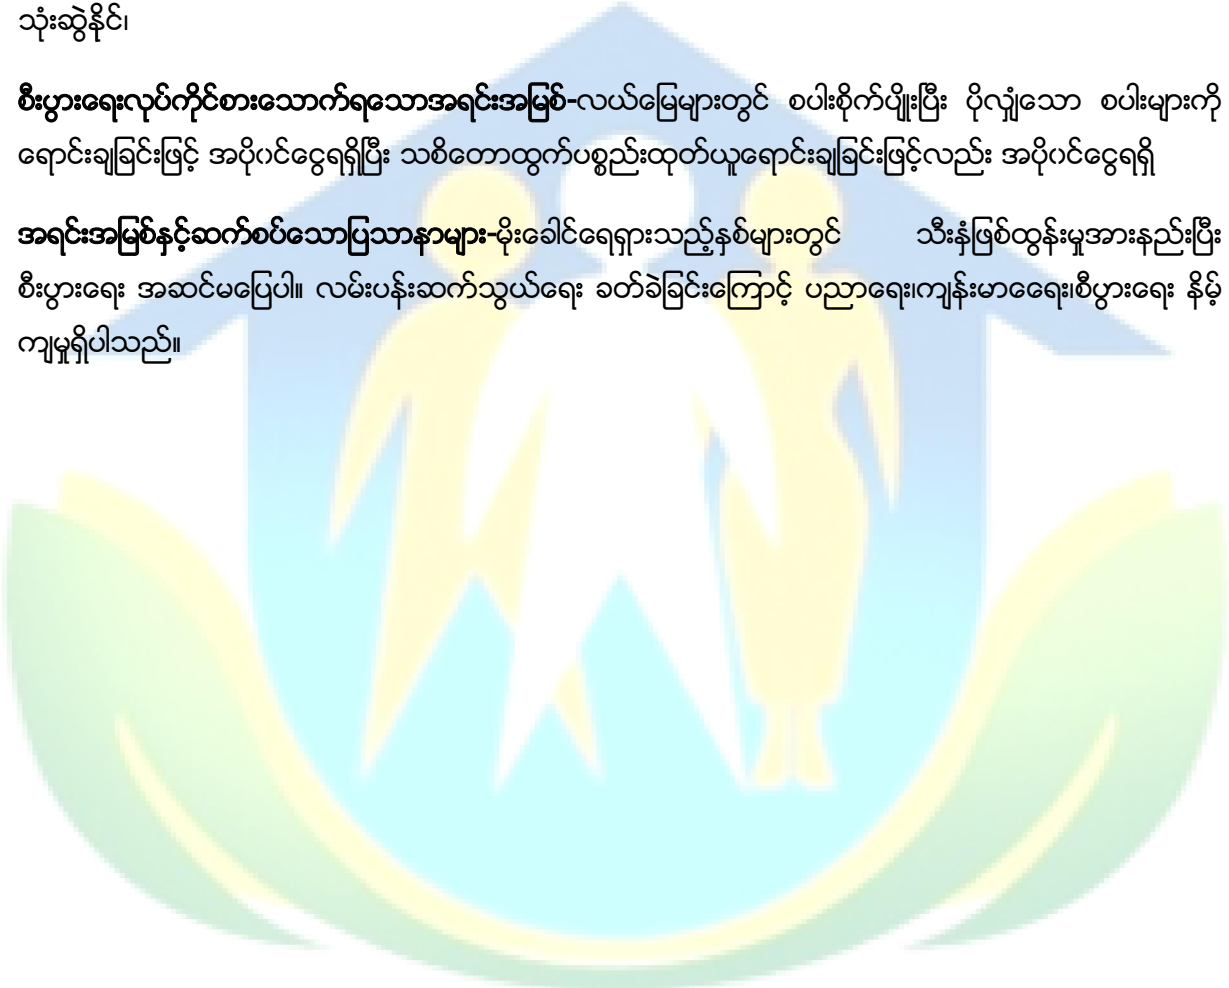 သုံးဆွဲနိုင်၊
စီးပွားရေးလုပ်ကိုင်စားသောက်ရသောအရင်းအမြစ်-လယ်မြေများတွင် စပါးစိုက်ပျိုးပြီး ပိုလျှံသော စပါးများကို
ရောင်းချခြင်းဖြင့် အပိုဝင်ငွေရရှိပြီး သစ်တောထွက်ပစ္စည်းထုတ်ယူရောင်းချခြင်းဖြင့်လည်း အပိုဝင်ငွေရရှိ
အရင်းအမြစ်နှင့်ဆက်စပ်သောပြသာနာများ-မိုးခေါင်ရေရှားသည့်နှစ်များတွင် သီးနှံဖြစ်ထွန်းမှုအားနည်းပြီး
စီးပွားရေး အဆင်မပြေပါ။ လမ်းပန်းဆက်သွယ်ရေး ခတ်ခဲခြင်းကြောင့် ပညာရေး၊ကျန်းမာရေး၊စီပွားရေး နိမ့်
ကျမှုရှိပါသည်။